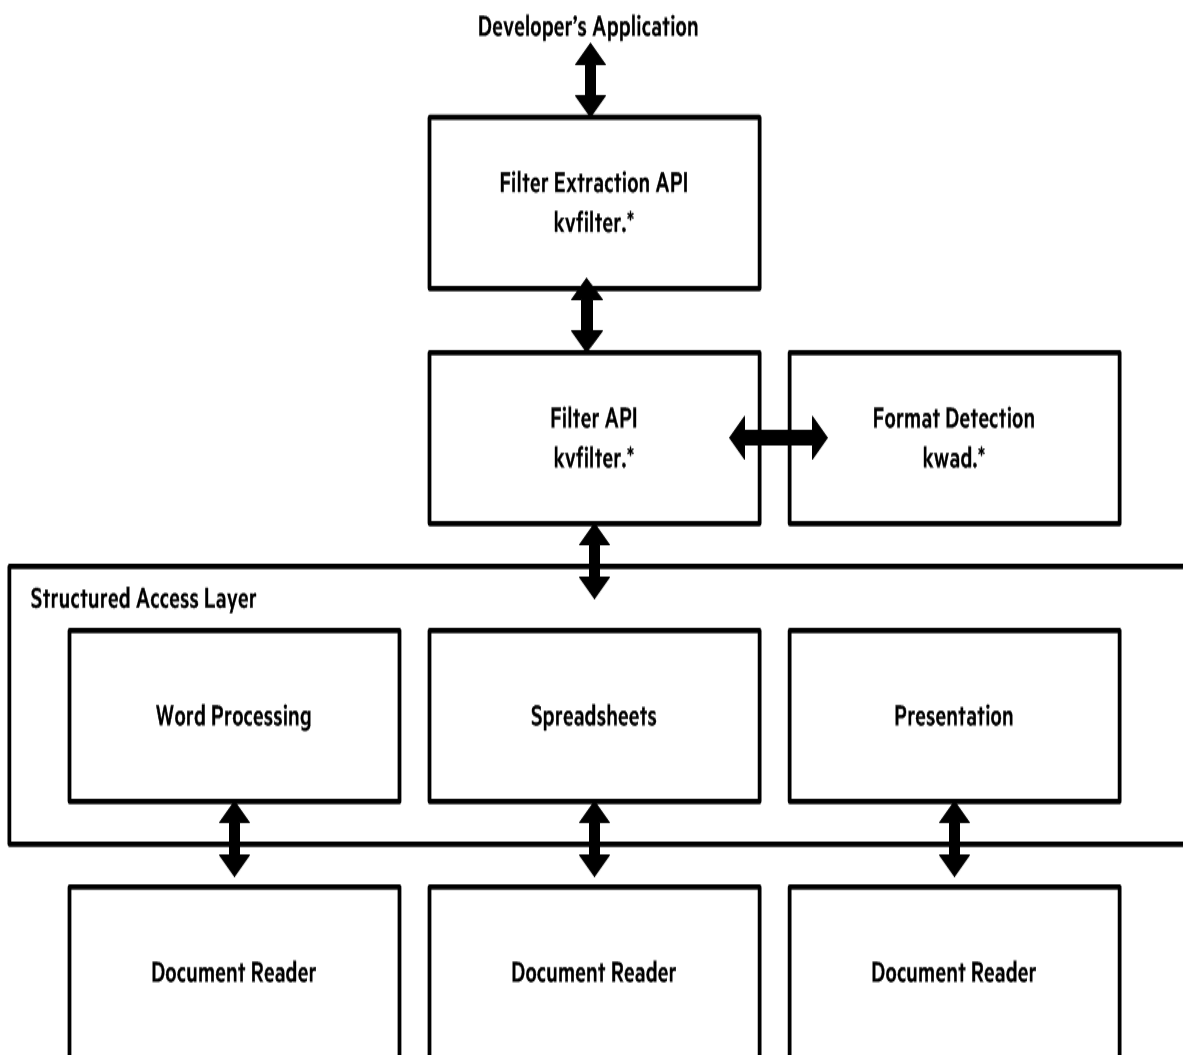 Developer’s Application
Filter Extraction API
kvfilter.*
Filter API
kvfilter.*
Format Detection
kwad.*
Structured Access Layer
Word Processing
Spreadsheets
Presentation
Document Reader
Document Reader
Document Reader